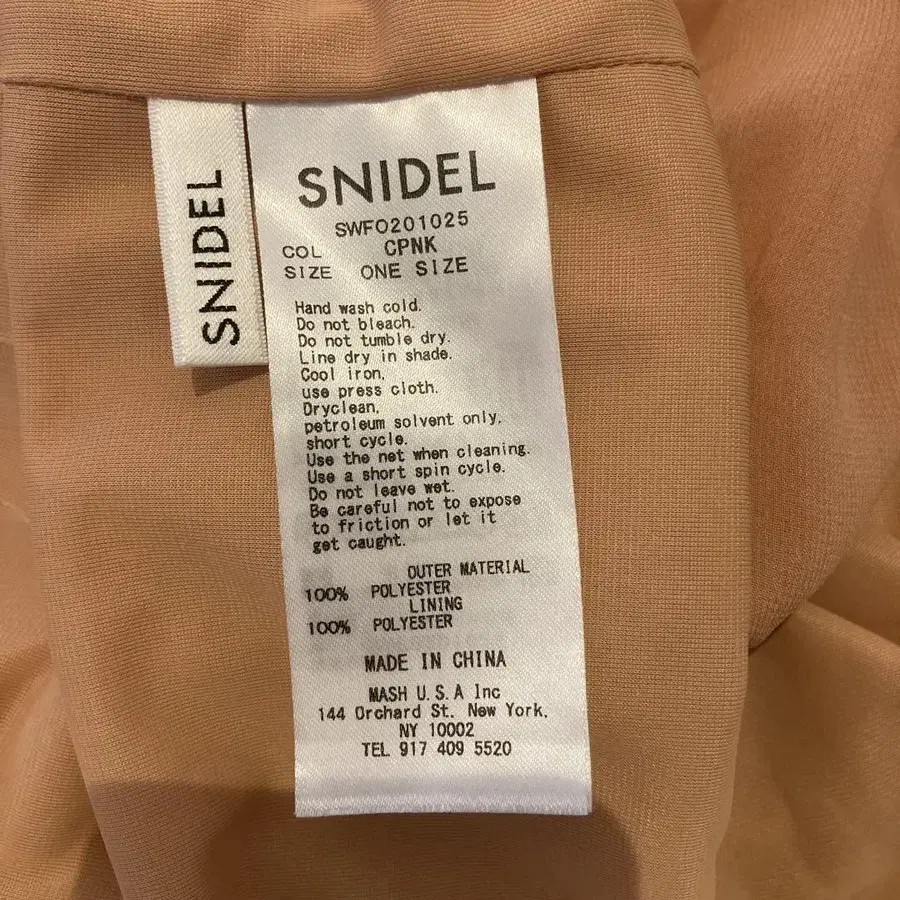 SNIDEL
SNIDEL
SWFO201025
COL CPNK
SIZE ONE SIZE
Hand wash cold.
Do not bleach.
Do not tumble dry.
Line dry in shade.
Cool iron,
use press cloth.
Dryclean,
petroleum solvent only,
short cycle.
Use the net when cleaning.
Use a short spin cycle.
Do not leave wet.
Be careful not to expose
to friction or let it
get caught.
OUTER MATERIAL
100% POLYESTER
LINING
100% POLYESTER
MADE IN CHINA
MASH U.S.A Inc
144 Orchard St. New York,
NY 10002
TEL 917 409 5520